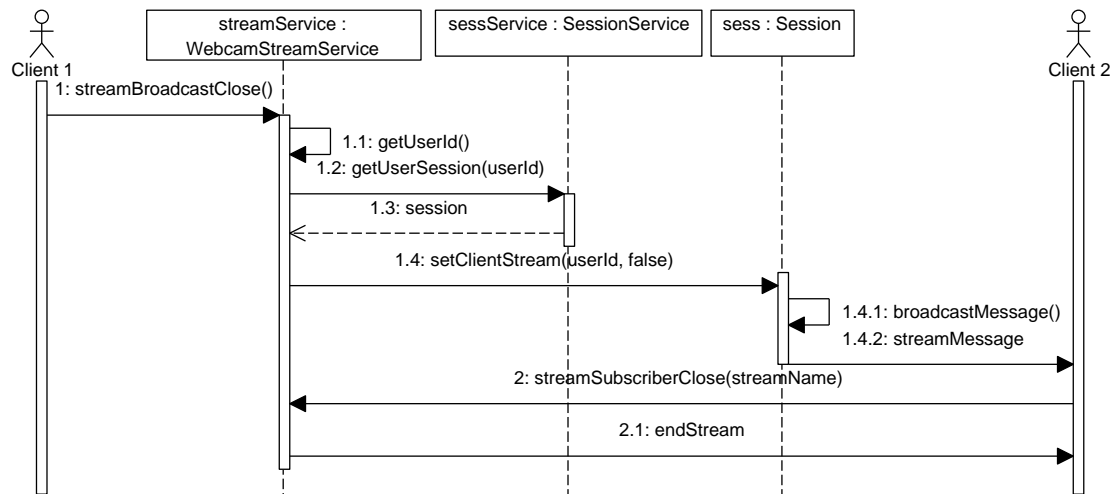 streamService :
WebcamStreamService
sessService : SessionService
sess : Session
Client 1
Client 2
1: streamBroadcastClose()
1.1: getUserId()
1.2: getUserSession(userId)
1.3: session
1.4: setClientStream(userId, false)
1.4.1: broadcastMessage()
1.4.2: streamMessage
2: streamSubscriberClose(streamName)
2.1: endStream